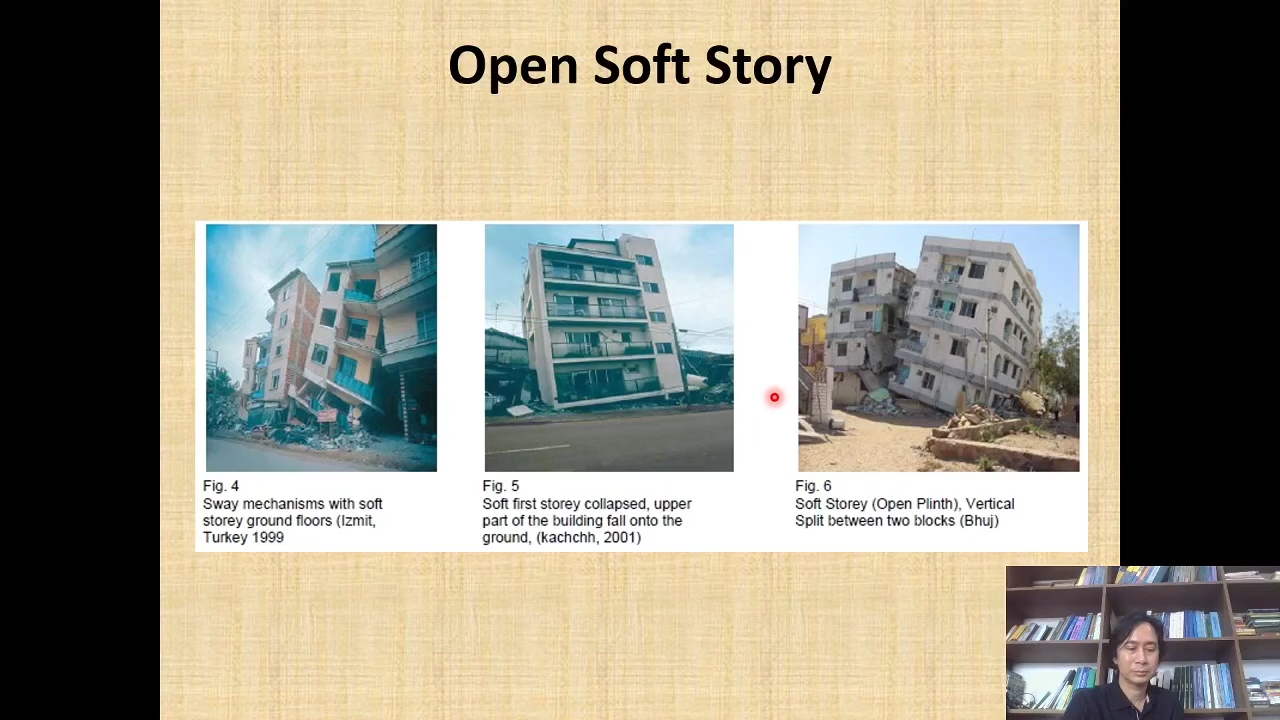 Open Soft Story
Fig. 4
Sway mechanisms with soft
storey ground floors (Izmit,
Turkey 1999
Fig. 5
Soft first storey collapsed, upper
part of the building fall onto the
ground, (kachchh, 2001)
Fig. 6
Soft Storey (Open Plinth), Vertical
Split between two blocks (Bhuj)